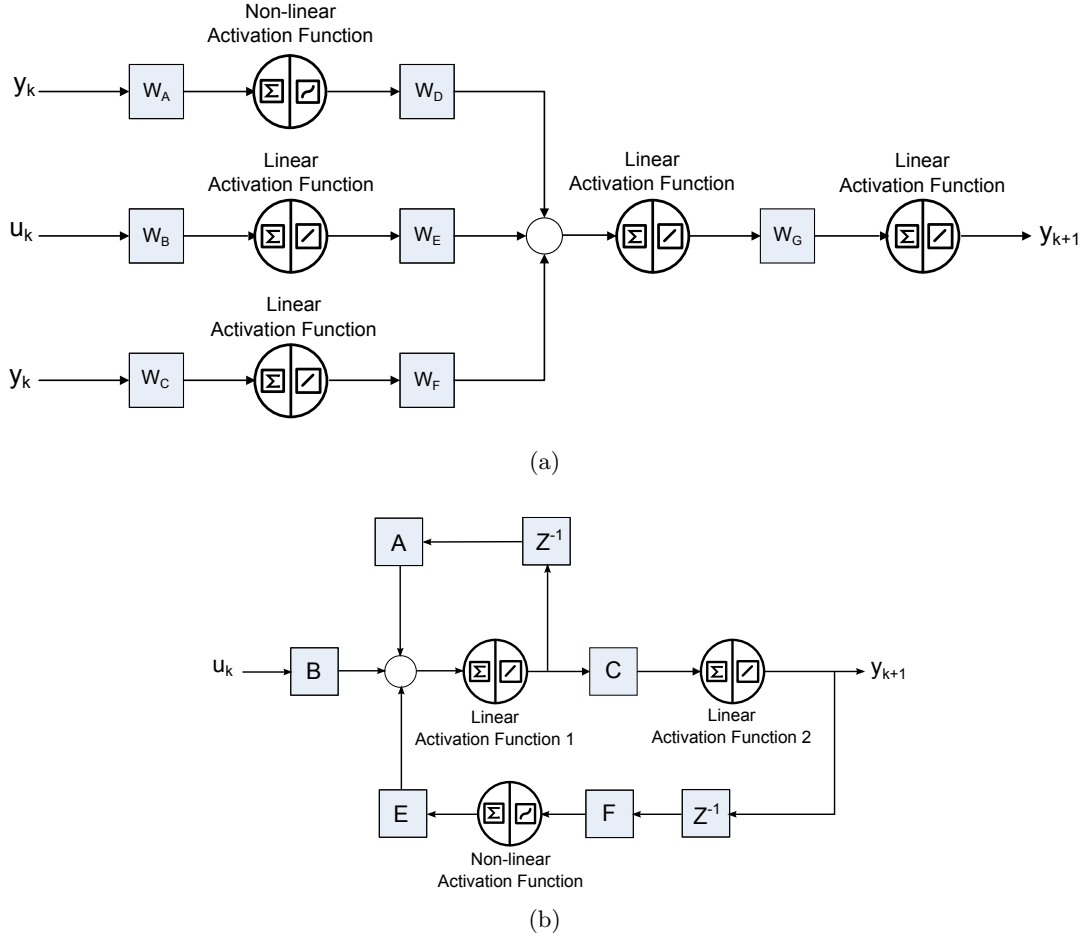 Non-linear
Activation Function
y_k
W_A
Σ
W_D
Linear
Activation Function
Linear
Activation Function
Linear
Activation Function
u_k
W_B
Σ
W_E
Σ
W_G
Σ
y_{k+1}
Linear
Activation Function
y_k
W_C
Σ
W_F
(a)
A
Z^{-1}
u_k
B
Σ
C
Σ
y_{k+1}
Linear
Activation Function 1
Linear
Activation Function 2
E
Σ
F
Z^{-1}
Non-linear
Activation Function
(b)